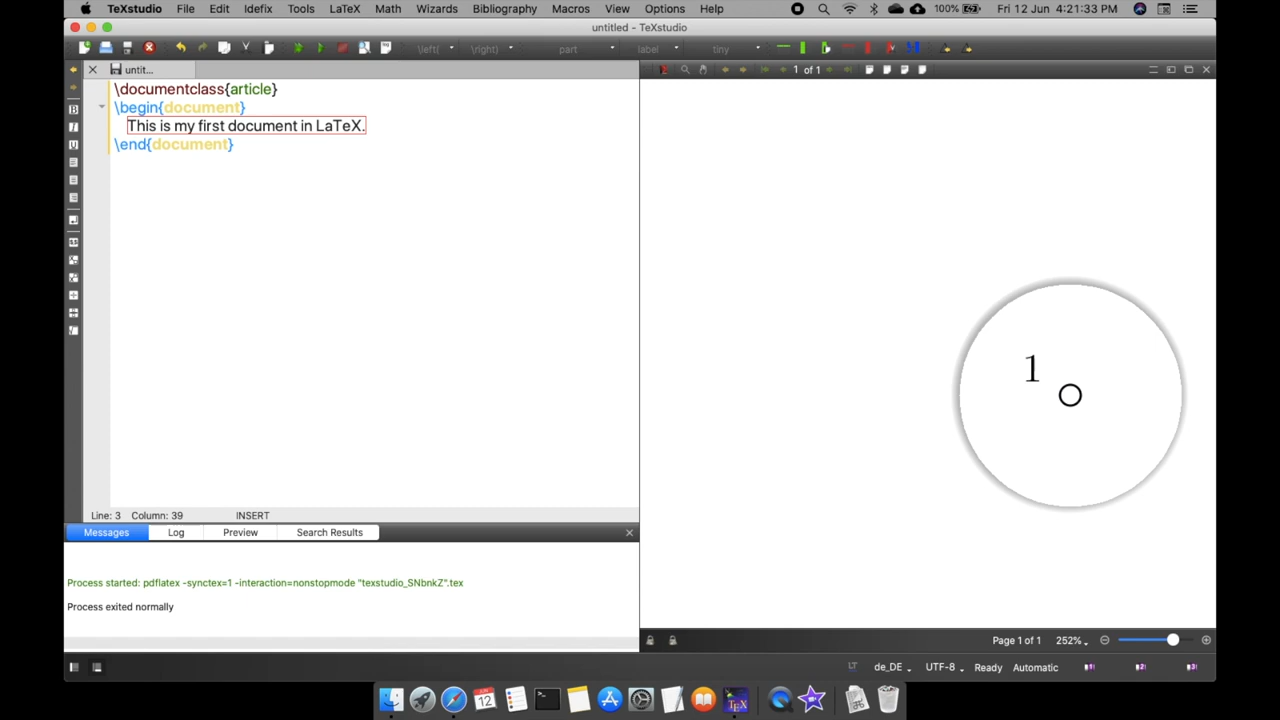 TeXstudio File Edit Idefix Tools LaTeX Math Wizards Bibliography Macros View Options Help 100% Fri 12 Jun 4:21:33 PM
untitled - TeXstudio
\left( \right) part label tiny
untit... 1 of 1
\documentclass{article}
\begin{document}
This is my first document in LaTeX.
\end{document}
1
Line: 3 Column: 39 INSERT
Messages Log Preview Search Results
Process started: pdflatex -synctex=1 -interaction=nonstopmode "texstudio_SNbnkZ".tex
Process exited normally
Page 1 of 1 252%
de_DE UTF-8 Ready Automatic